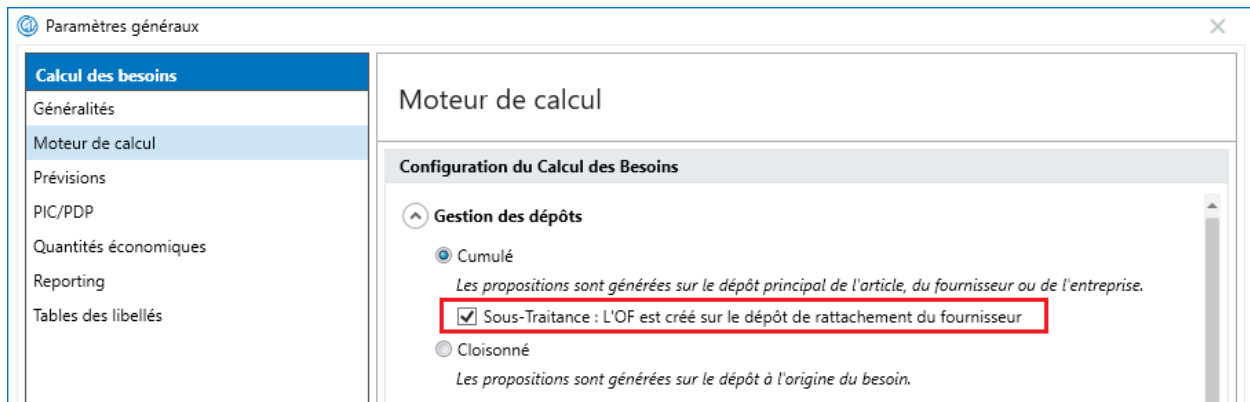 Paramètres généraux
Calcul des besoins
Généralités
Moteur de calcul
Prévisions
PIC/PDP
Quantités économiques
Reporting
Tables des libellés
Moteur de calcul
Configuration du Calcul des Besoins
Gestion des dépôts
Cumulé
Les propositions sont générées sur le dépôt principal de l'article, du fournisseur ou de l'entreprise.
Sous-Traitance : L'OF est créé sur le dépôt de rattachement du fournisseur
Cloisonné
Les propositions sont générées sur le dépôt à l'origine du besoin.